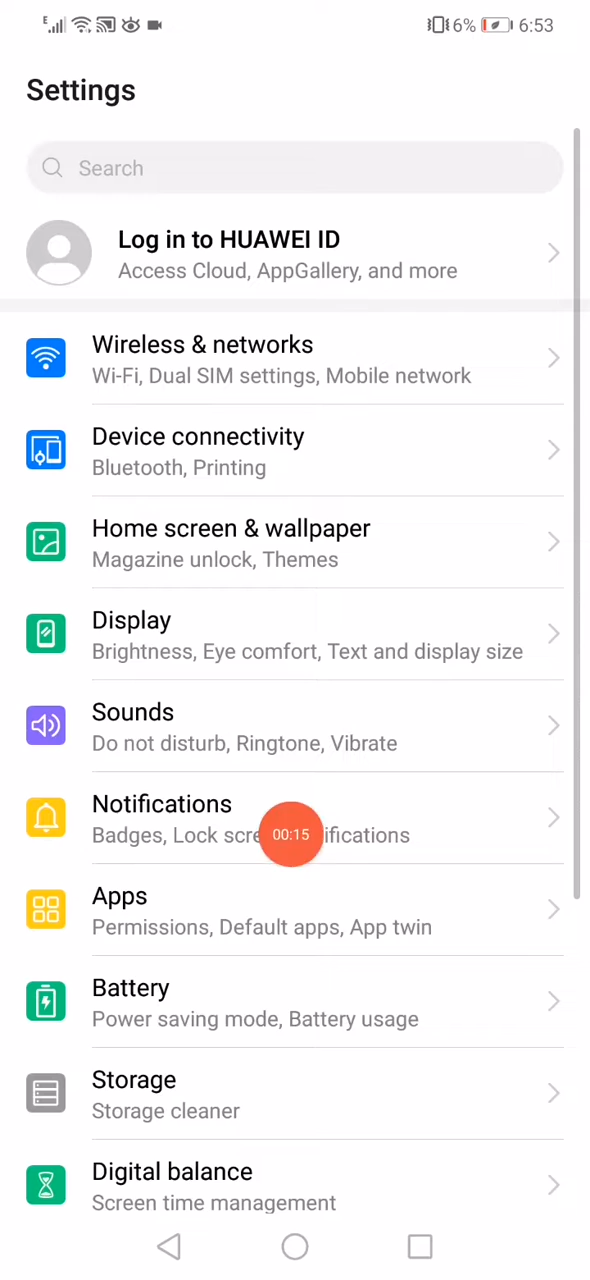 E 6% 6:53
Settings
Search
Log in to HUAWEI ID
Access Cloud, AppGallery, and more
Wireless & networks
Wi-Fi, Dual SIM settings, Mobile network
Device connectivity
Bluetooth, Printing
Home screen & wallpaper
Magazine unlock, Themes
Display
Brightness, Eye comfort, Text and display size
Sounds
Do not disturb, Ringtone, Vibrate
Notifications
Badges, Lock scre 00:15 ifications
Apps
Permissions, Default apps, App twin
Battery
Power saving mode, Battery usage
Storage
Storage cleaner
Digital balance
Screen time management